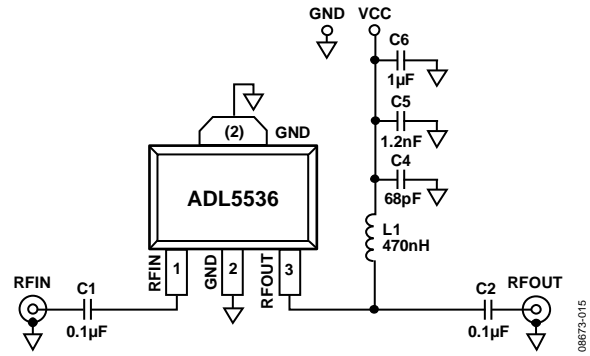 GND VCC
C6
1µF
C5
1.2nF
C4
68pF
L1
470nH
(2) GND
ADL5536
RFIN 1
GND 2
RFOUT 3
RFIN
C1
0.1µF
C2
0.1µF
RFOUT
08673-015